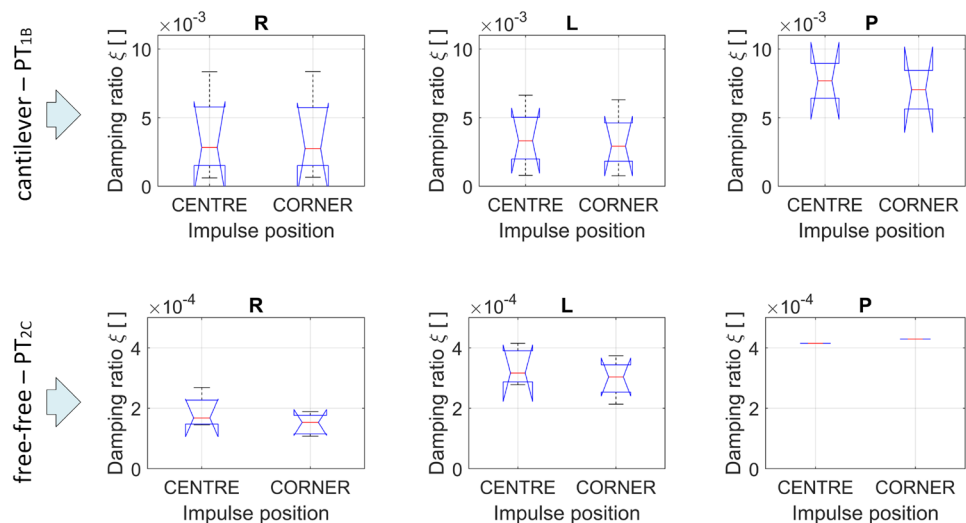 cantilever – PT1B
×10⁻³
R
Damping ratio ξ [ ]
10
5
0
CENTRE CORNER
Impulse position
×10⁻³
L
Damping ratio ξ [ ]
10
5
0
CENTRE CORNER
Impulse position
×10⁻³
P
Damping ratio ξ [ ]
10
5
0
CENTRE CORNER
Impulse position
free-free – PT2C
×10⁻⁴
R
Damping ratio ξ [ ]
4
2
0
CENTRE CORNER
Impulse position
×10⁻⁴
L
Damping ratio ξ [ ]
4
2
0
CENTRE CORNER
Impulse position
×10⁻⁴
P
Damping ratio ξ [ ]
4
2
0
CENTRE CORNER
Impulse position